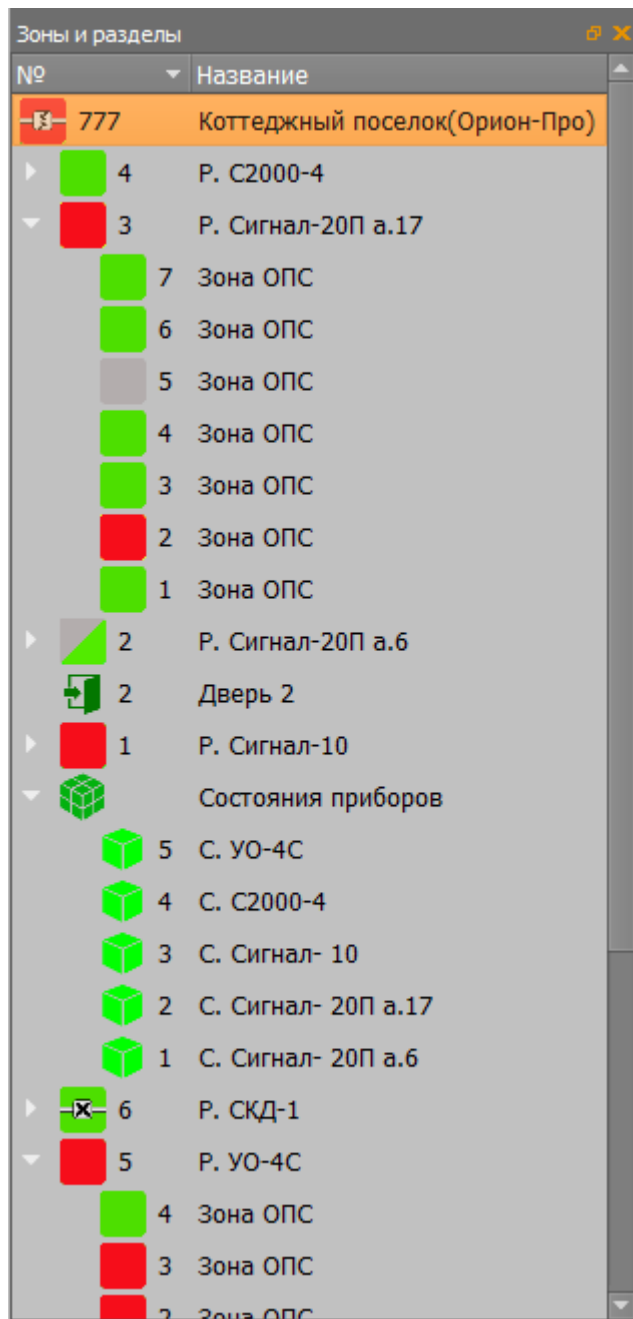 Зоны и разделы
№ Название
777 Коттеджный поселок(Орион-Про)
4 Р. С2000-4
3 Р. Сигнал-20П а.17
7 Зона ОПС
6 Зона ОПС
5 Зона ОПС
4 Зона ОПС
3 Зона ОПС
2 Зона ОПС
1 Зона ОПС
2 Р. Сигнал-20П а.6
2 Дверь 2
1 Р. Сигнал-10
Состояния приборов
5 С. УО-4С
4 С. С2000-4
3 С. Сигнал- 10
2 С. Сигнал- 20П а.17
1 С. Сигнал- 20П а.6
6 Р. СКД-1
5 Р. УО-4С
4 Зона ОПС
3 Зона ОПС
2 Зона ОПС